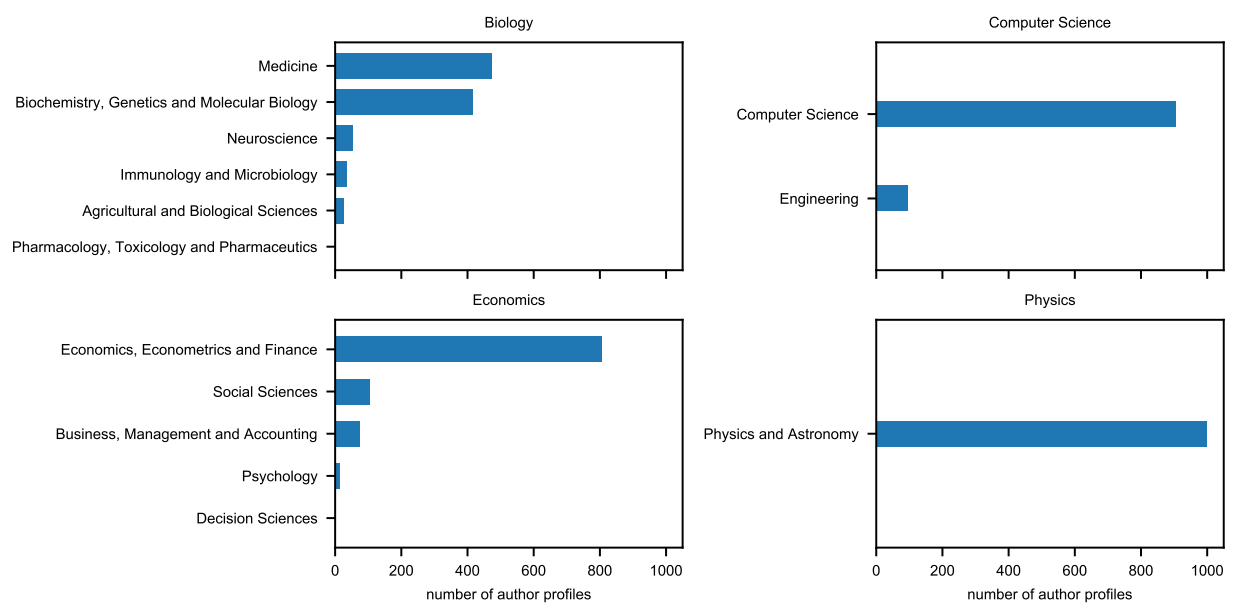 Biology
Medicine
Biochemistry, Genetics and Molecular Biology
Neuroscience
Immunology and Microbiology
Agricultural and Biological Sciences
Pharmacology, Toxicology and Pharmaceutics
Computer Science
Computer Science
Engineering
Economics
Economics, Econometrics and Finance
Social Sciences
Business, Management and Accounting
Psychology
Decision Sciences
0 200 400 600 800 1000
number of author profiles
Physics
Physics and Astronomy
0 200 400 600 800 1000
number of author profiles